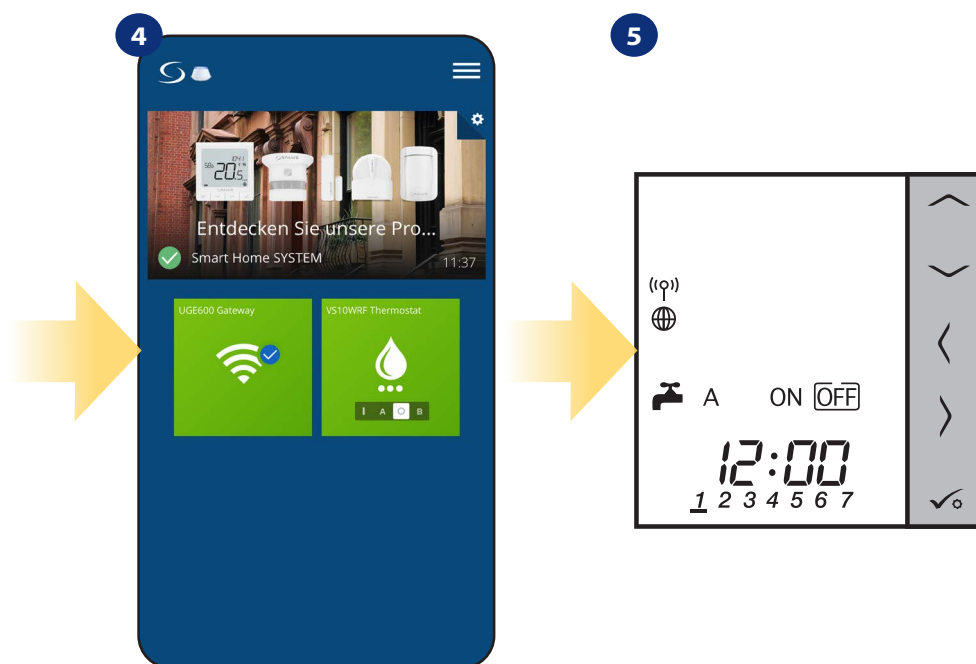 4
Entdecken Sie unsere Pro...
Smart Home SYSTEM
11:37
UGE600 Gateway
VS10WRF Thermostat
I A O B
5
A ON OFF
12:00
1 2 3 4 5 6 7